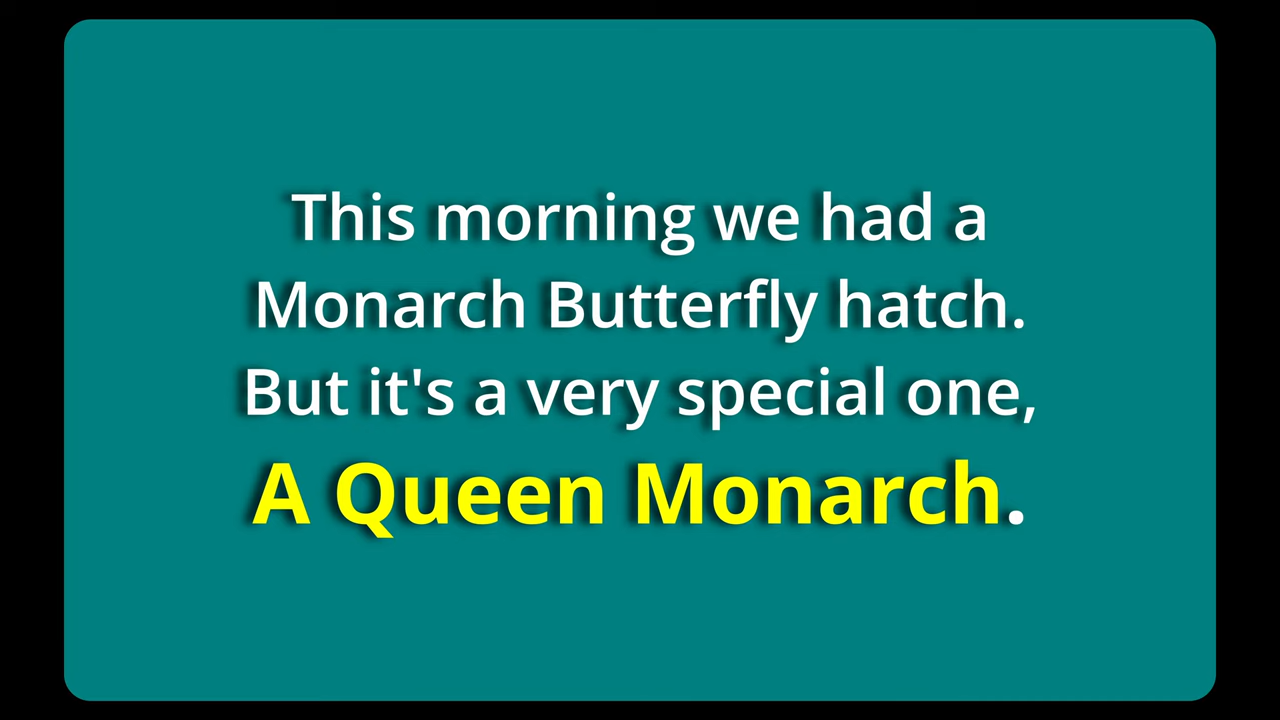 This morning we had a
Monarch Butterfly hatch.
But it's a very special one,
A Queen Monarch.